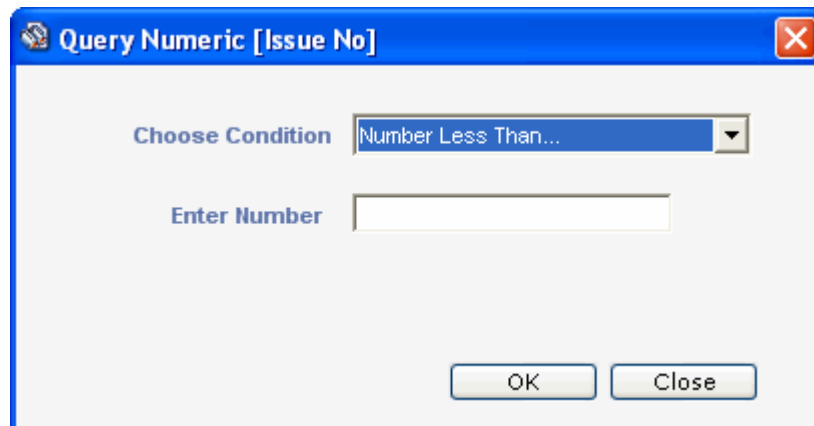 Query Numeric [Issue No]
Choose Condition Number Less Than...
Enter Number
OK Close